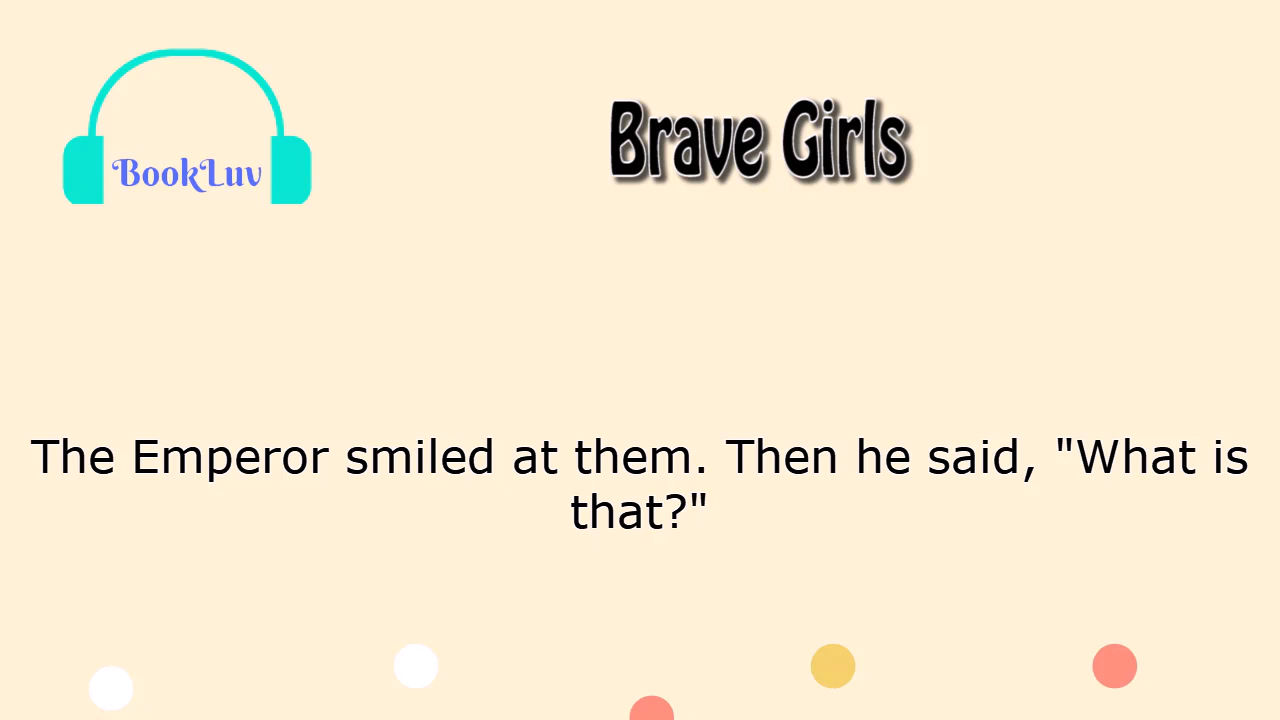 BookLuv
Brave Girls
The Emperor smiled at them. Then he said, "What is
that?"